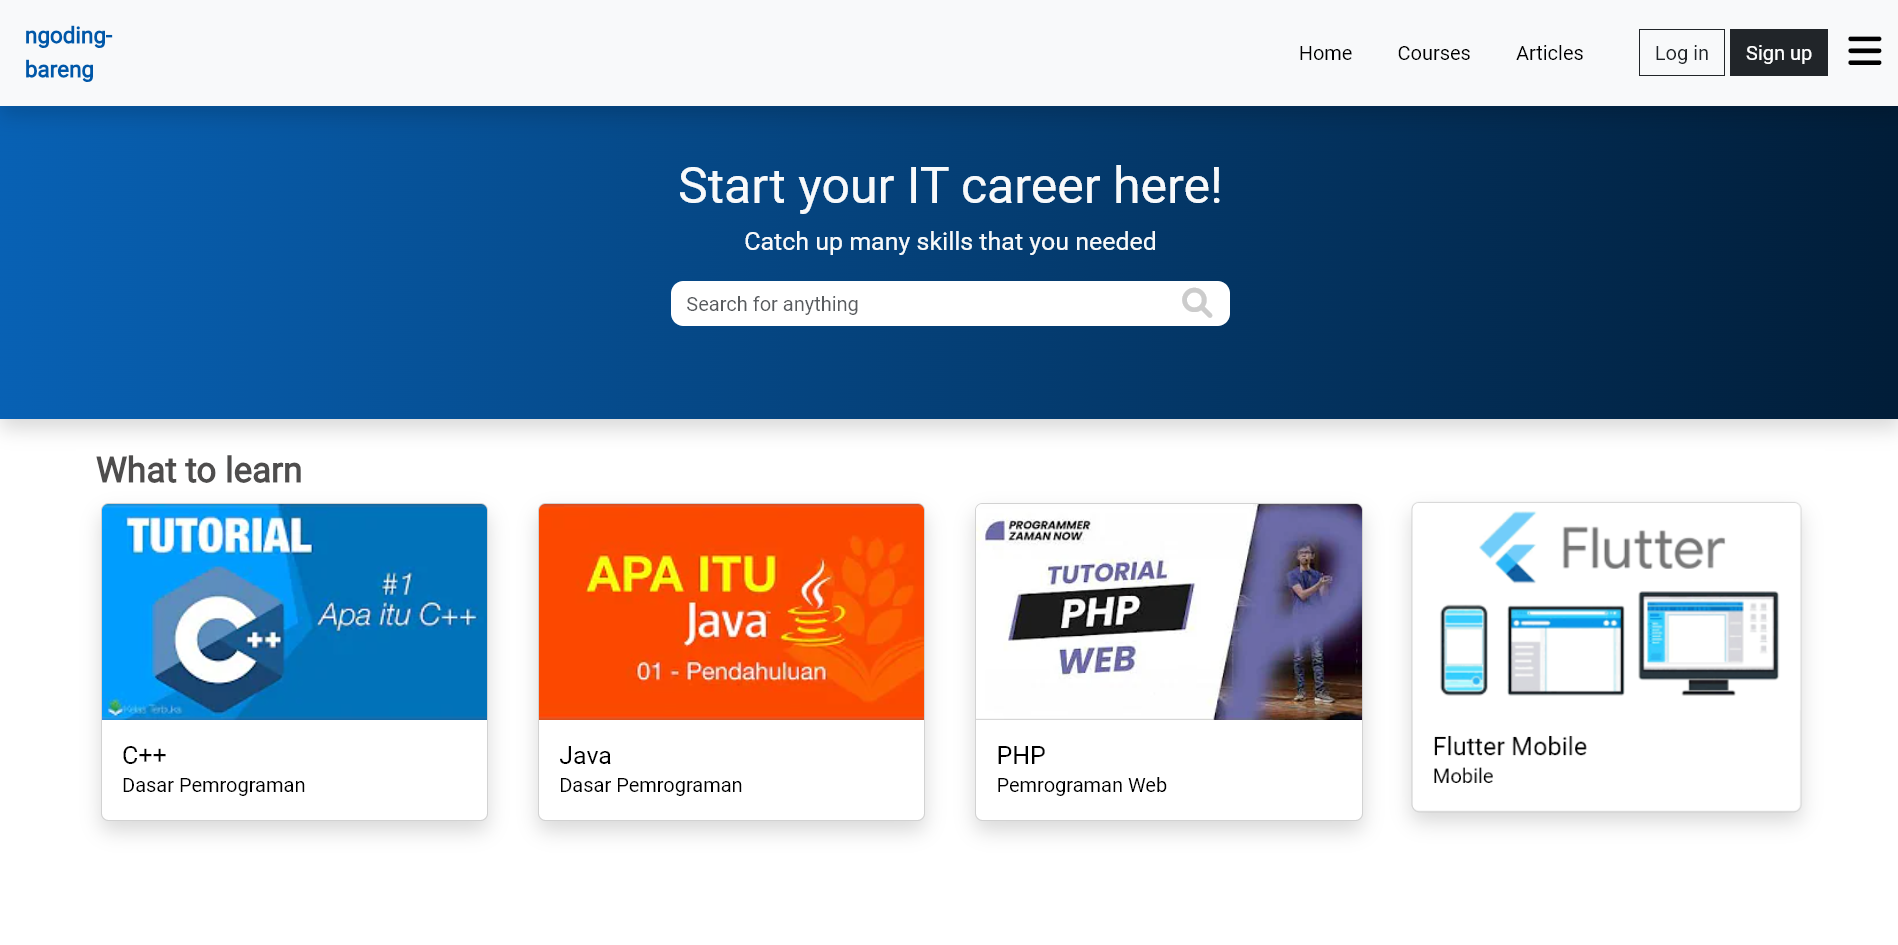 ngoding-
bareng
Home
Courses
Articles
Log in
Sign up
Start your IT career here!
Catch up many skills that you needed
Search for anything
What to learn
TUTORIAL
#1
Apa itu C++
C++
Kelas Terbuka
C++
Dasar Pemrograman
APA ITU
Java
01 - Pendahuluan
Java
Dasar Pemrograman
PROGRAMMER
ZAMAN NOW
TUTORIAL
PHP
WEB
PHP
Pemrograman Web
Flutter
Flutter Mobile
Mobile